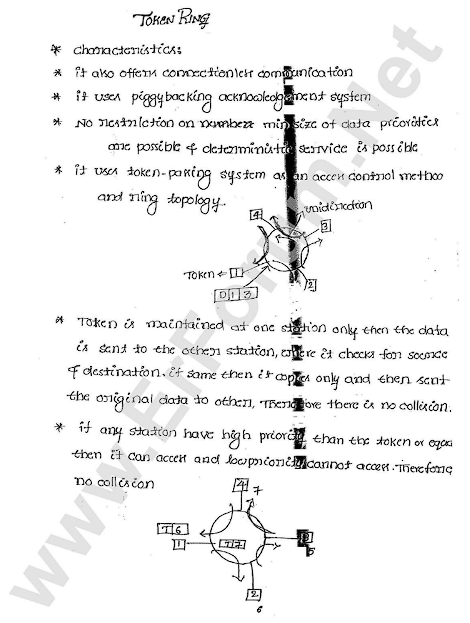 TOKEN RING
* characteristics:
* it also offers connectionless communication
* it uses piggybacking acknowledgement system
* No restriction on numbers min size of data priorities
are possible & deterministic service is possible
* it uses token-passing system as an access control method
and ring topology.
4
unidirection
3
Token ← 1
2
0 1 3
* Token is maintained at one station only then the data
is sent to the other station, where it checks for source
& destination. if same then it copies only and then sent
the original data to others, Therefore there is no collision.
* if any station have high priority than the token or equal
then it can access and low priority cannot access. Therefore
no collision
4 7
T 6
1
T 7
3
5
2
6
www.EjForum.Net